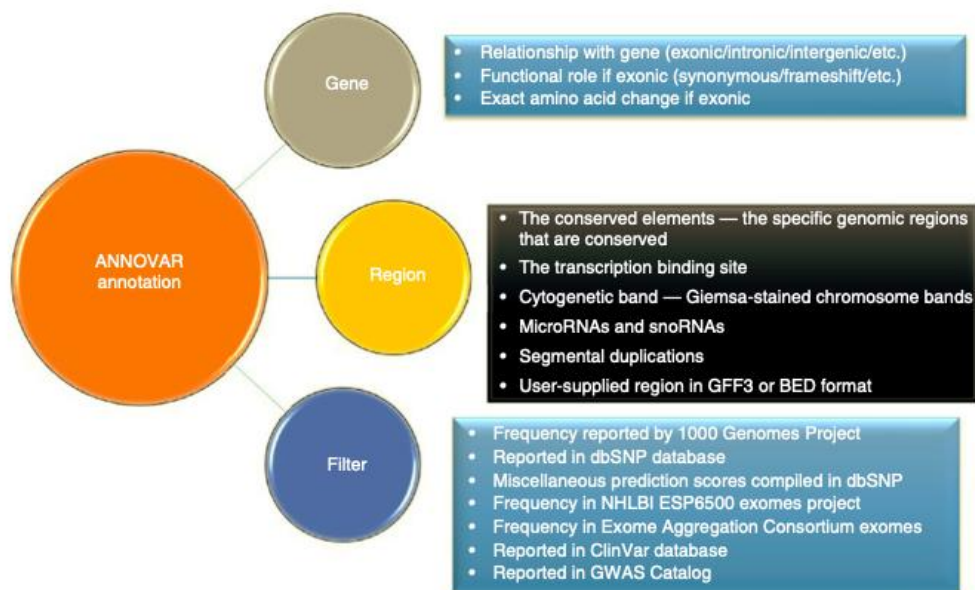 Gene
• Relationship with gene (exonic/intronic/intergenic/etc.)
• Functional role if exonic (synonymous/frameshift/etc.)
• Exact amino acid change if exonic
ANNOVAR
annotation
Region
• The conserved elements — the specific genomic regions
that are conserved
• The transcription binding site
• Cytogenetic band — Giemsa-stained chromosome bands
• MicroRNAs and snoRNAs
• Segmental duplications
• User-supplied region in GFF3 or BED format
Filter
• Frequency reported by 1000 Genomes Project
• Reported in dbSNP database
• Miscellaneous prediction scores compiled in dbSNP
• Frequency in NHLBI ESP6500 exomes project
• Frequency in Exome Aggregation Consortium exomes
• Reported in ClinVar database
• Reported in GWAS Catalog